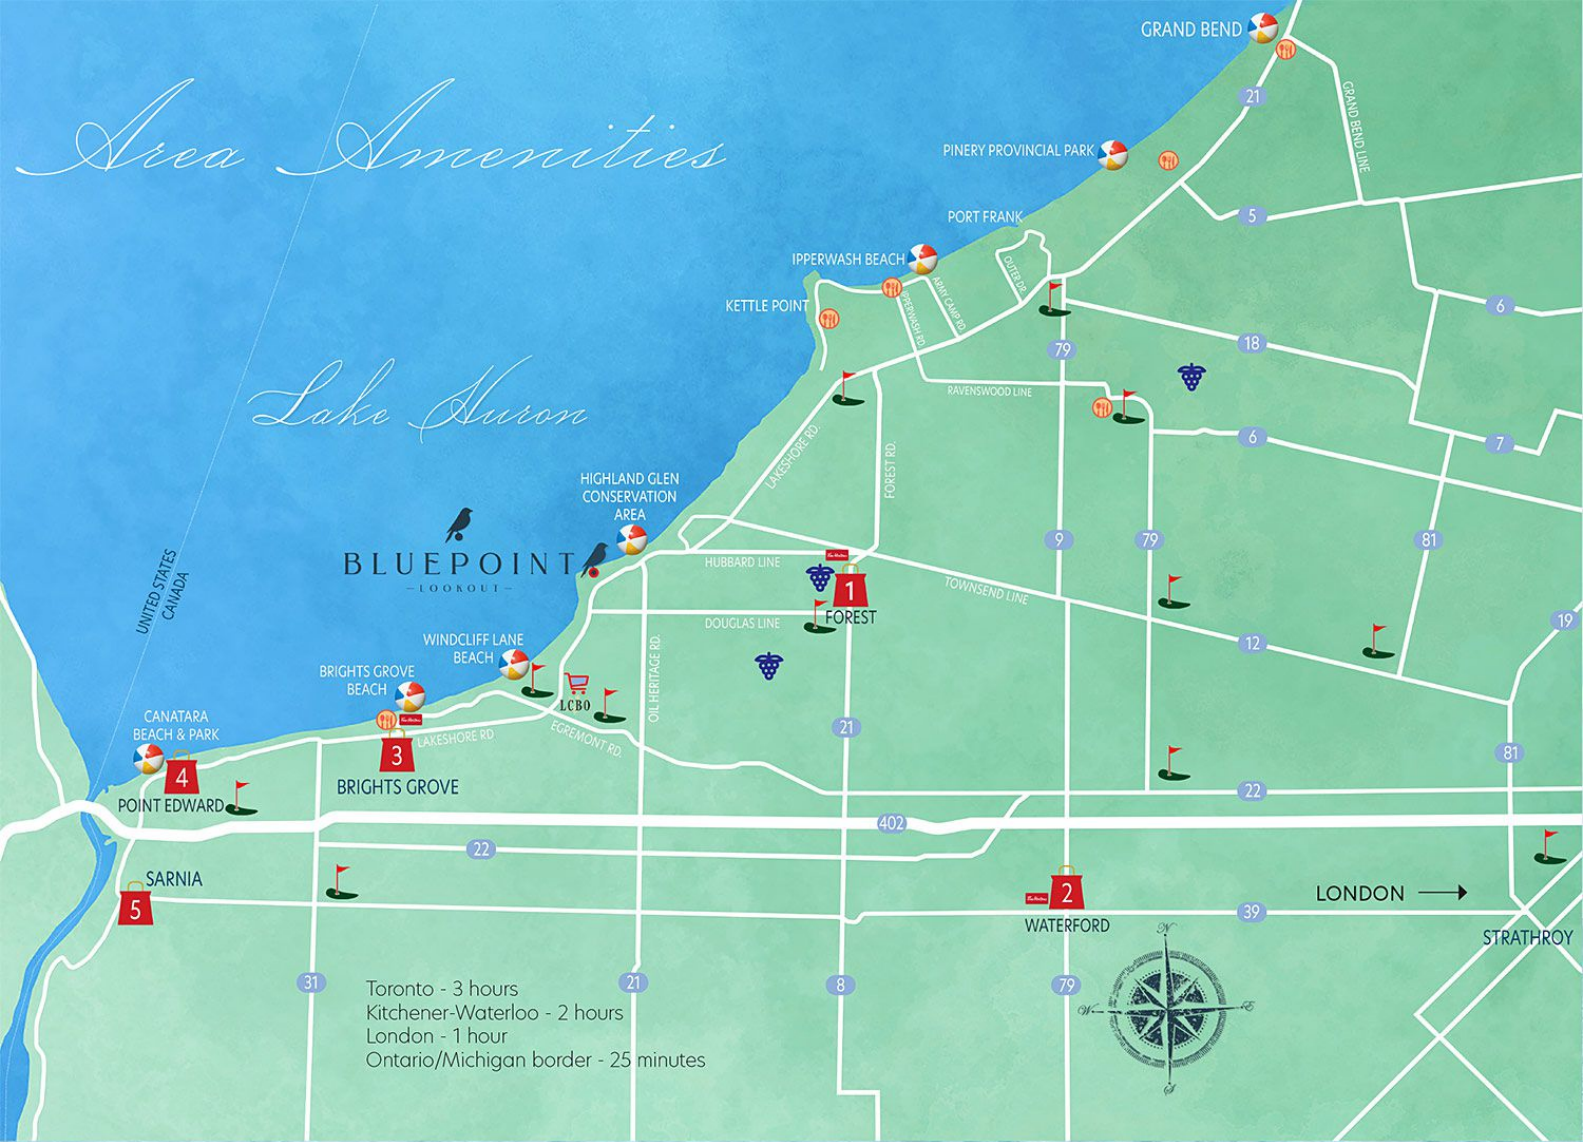 GRAND BEND
21
GRAND BEND LINE
Area Amenities
PINERY PROVINCIAL PARK
5
PORT FRANK
IPPERWASH BEACH
OUTER DR.
ARMY CAMP RD.
IPPERWASH RD.
KETTLE POINT
6
18
79
Lake Huron
RAVENSWOOD LINE
6
7
LAKESHORE RD.
FOREST RD.
HIGHLAND GLEN
CONSERVATION
AREA
BLUEPOINT
LOOKOUT
UNITED STATES
CANADA
HUBBARD LINE
Tim Hortons
1
FOREST
TOWNSEND LINE
9
79
81
DOUGLAS LINE
12
19
WINDCLIFF LANE
BEACH
OIL HERITAGE RD.
BRIGHTS GROVE
BEACH
LCBO
Tim Hortons
EGREMONT RD.
LAKESHORE RD
CANATARA
BEACH & PARK
3
BRIGHTS GROVE
4
POINT EDWARD
21
81
22
402
22
SARNIA
5
Tim Hortons
2
WATERFORD
39
LONDON
STRATHROY
N
W
E
S
31
21
8
79
Toronto - 3 hours
Kitchener-Waterloo - 2 hours
London - 1 hour
Ontario/Michigan border - 25 minutes